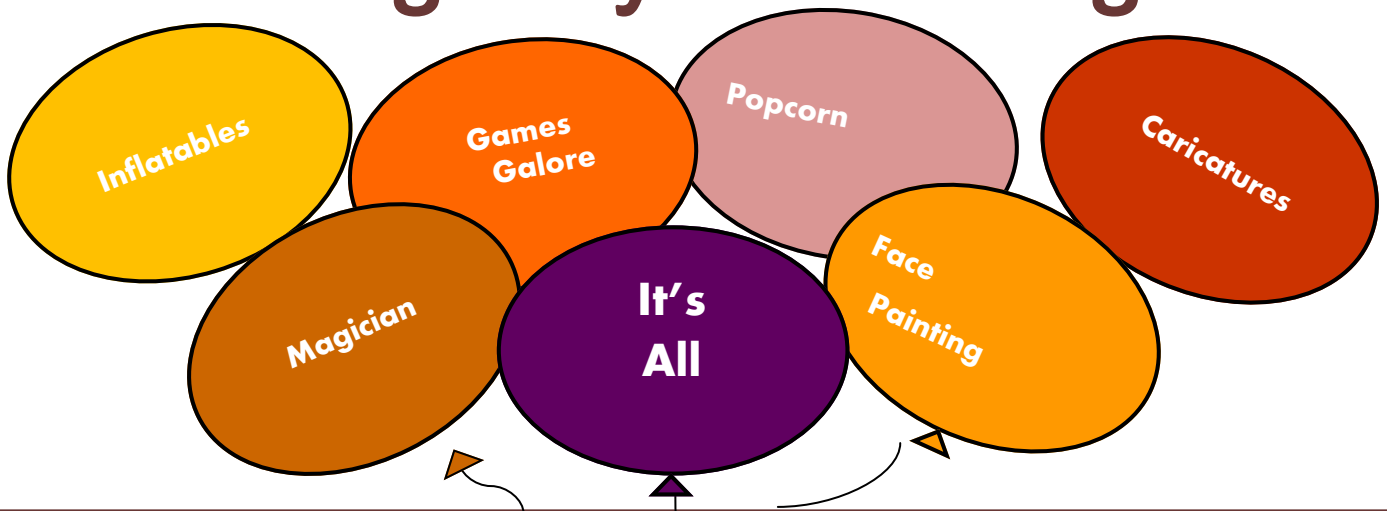 Inflatables
Games
Galore
Popcorn
Caricatures
Magician
It's
All
Face
Painting